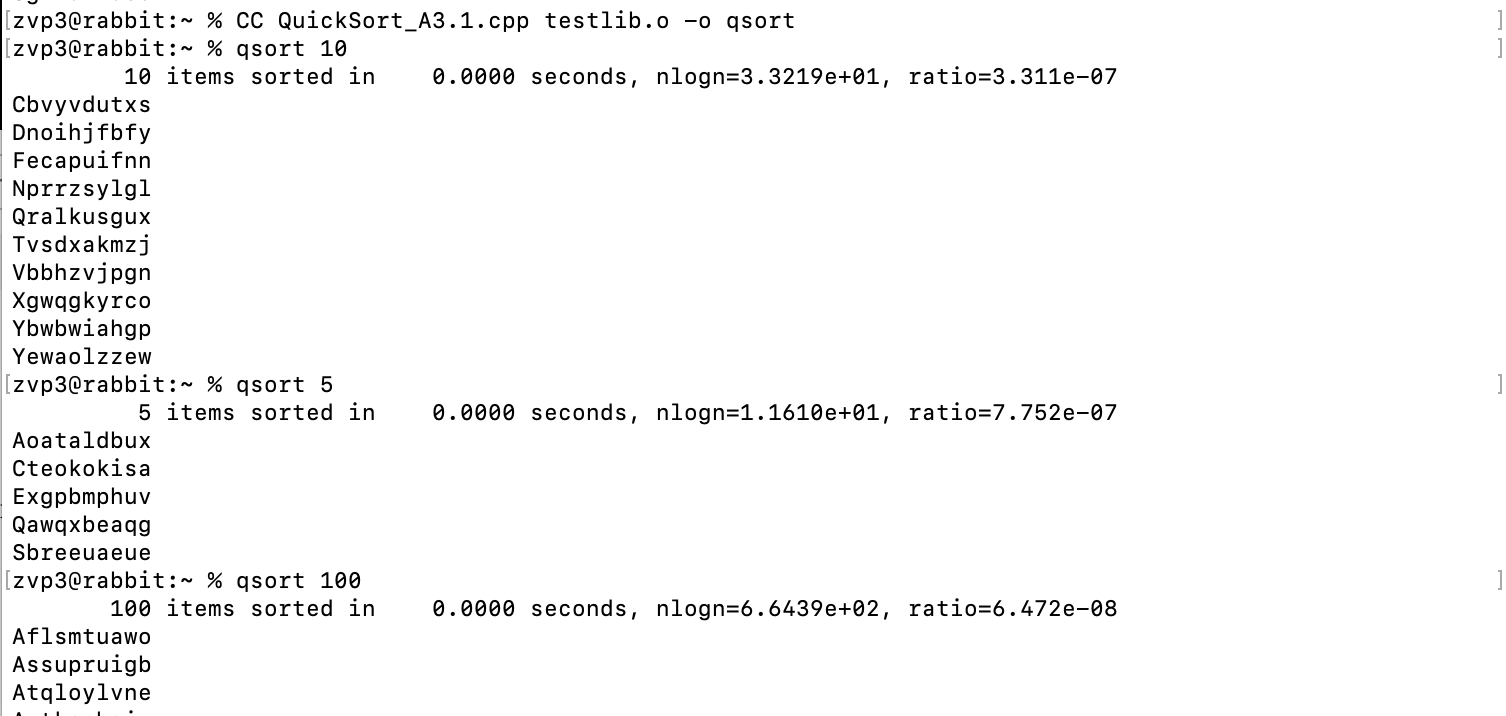 [zvp3@rabbit:~ % CC QuickSort_A3.1.cpp testlib.o -o qsort ]
[zvp3@rabbit:~ % qsort 10 ]
10 items sorted in 0.0000 seconds, nlogn=3.3219e+01, ratio=3.311e-07
Cbvyvdutxs
Dnoihjfbfy
Fecapuifnn
Nprrzsylgl
Qralkusgux
Tvsdxakmzj
Vbbhzvjpgn
Xgwqgkyrco
Ybwbwiahgp
Yewaolzzew
[zvp3@rabbit:~ % qsort 5 ]
5 items sorted in 0.0000 seconds, nlogn=1.1610e+01, ratio=7.752e-07
Aoataldbux
Cteokokisa
Exgpbmphuv
Qawqxbeaqg
Sbreeuaeue
[zvp3@rabbit:~ % qsort 100 ]
100 items sorted in 0.0000 seconds, nlogn=6.6439e+02, ratio=6.472e-08
Aflsmtuawo
Assupruigb
Atqloylvne